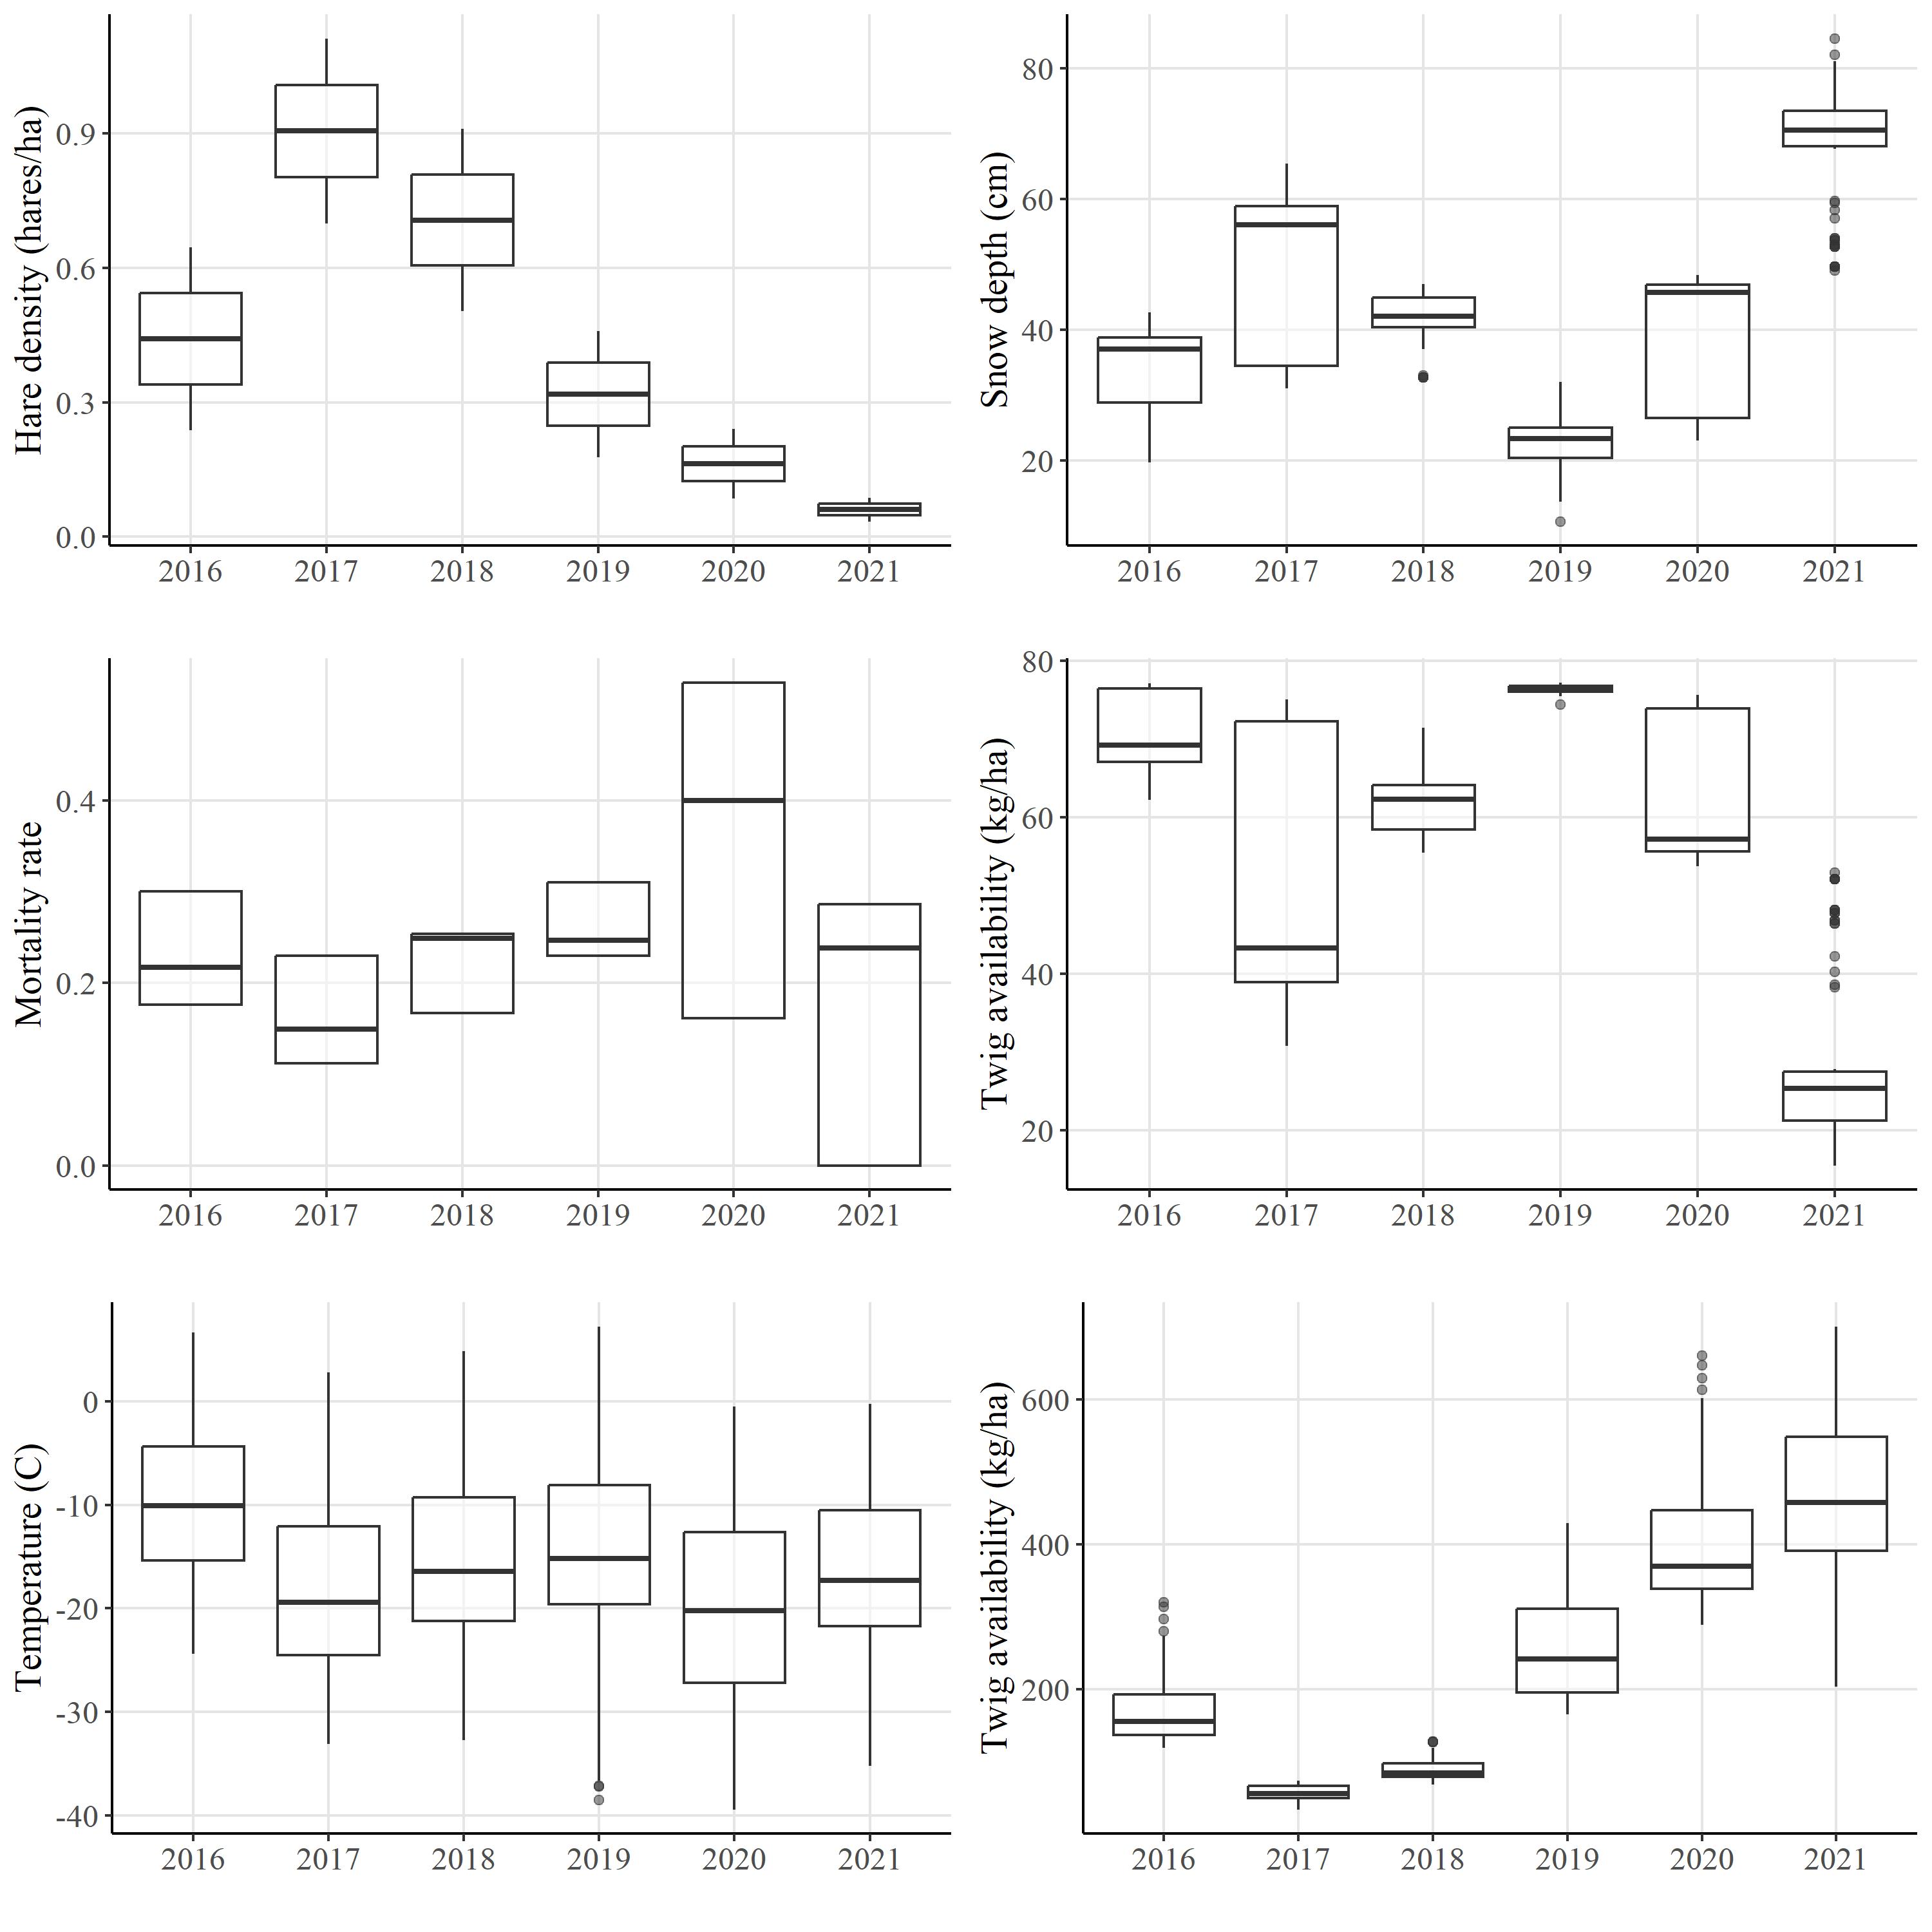 Hare density (hares/ha)
0.9
0.6
0.3
0.0
2016 2017 2018 2019 2020 2021
Snow depth (cm)
80
60
40
20
2016 2017 2018 2019 2020 2021
Mortality rate
0.4
0.2
0.0
2016 2017 2018 2019 2020 2021
Twig availability (kg/ha)
80
60
40
20
2016 2017 2018 2019 2020 2021
Temperature (C)
0
-10
-20
-30
-40
2016 2017 2018 2019 2020 2021
Twig availability (kg/ha)
600
400
200
2016 2017 2018 2019 2020 2021